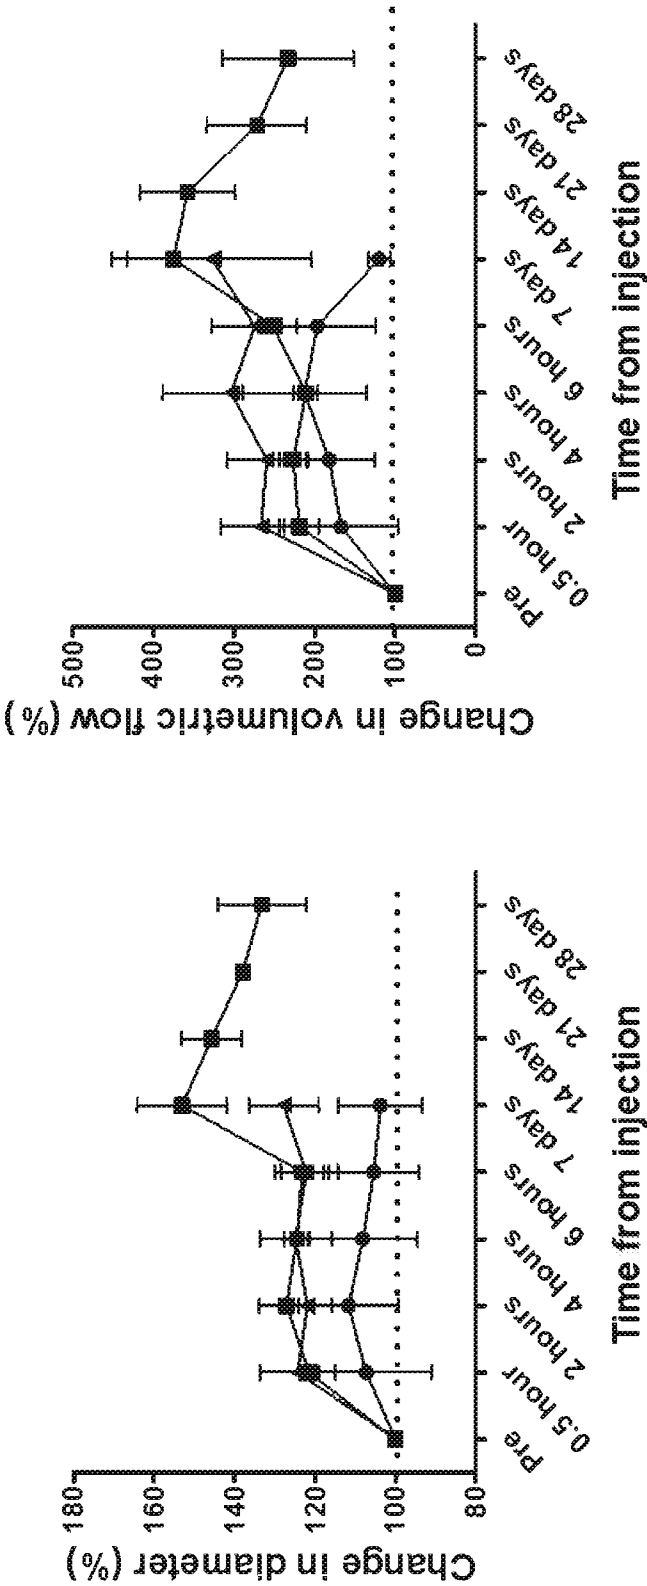 Change in diameter (%)
180
160
140
120
100
80
Pre
0.5 hour
2 hours
4 hours
6 hours
7 days
14 days
21 days
28 days
Time from injection
Change in volumetric flow (%)
500
400
300
200
100
0
Pre
0.5 hour
2 hours
4 hours
6 hours
7 days
14 days
21 days
28 days
Time from injection